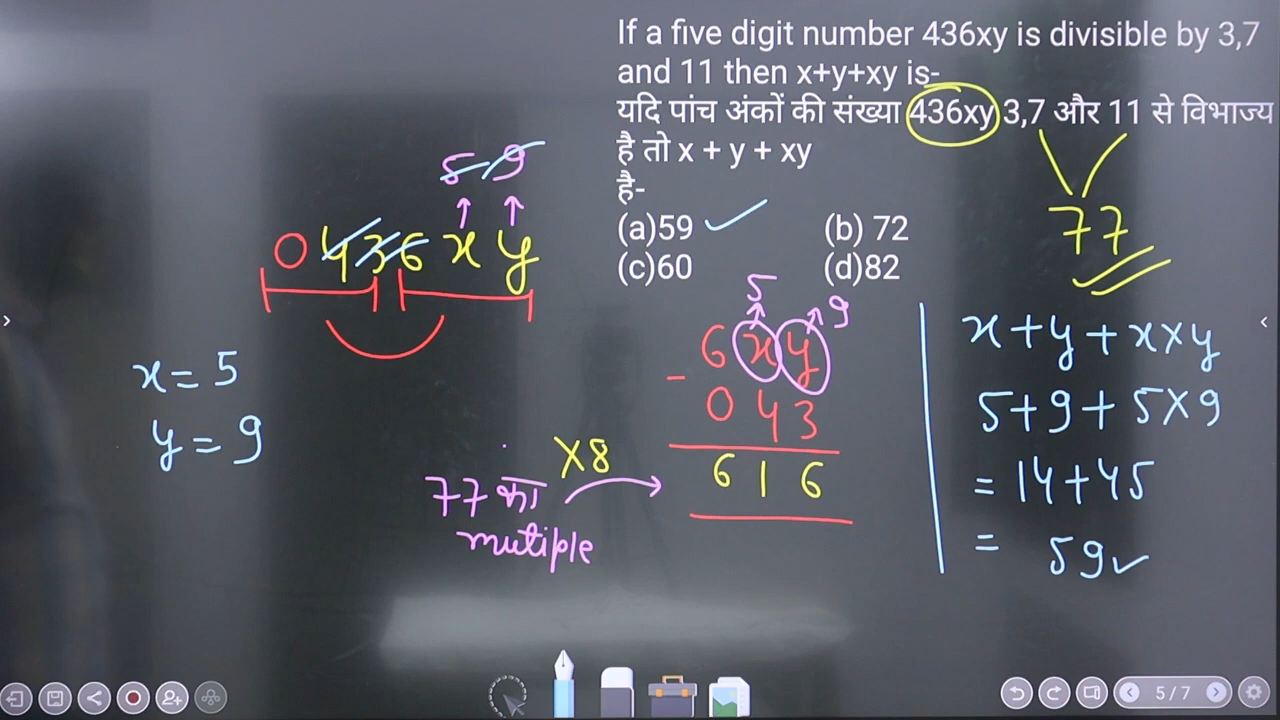 If a five digit number 436xy is divisible by 3,7
and 11 then x+y+xy is-
यदि पांच अंकों की संख्या 436xy 3,7 और 11 से विभाज्य
है तो x + y + xy
है-
(a)59 (b) 72
(c)60 (d)82
77
5 9
0 4 3 6 x y
x = 5
y = 9
5 9
6 x y
- 0 4 3
6 1 6
77 का ×8
mutiple
x + y + x × y
5 + 9 + 5 × 9
= 14 + 45
= 59
5 / 7